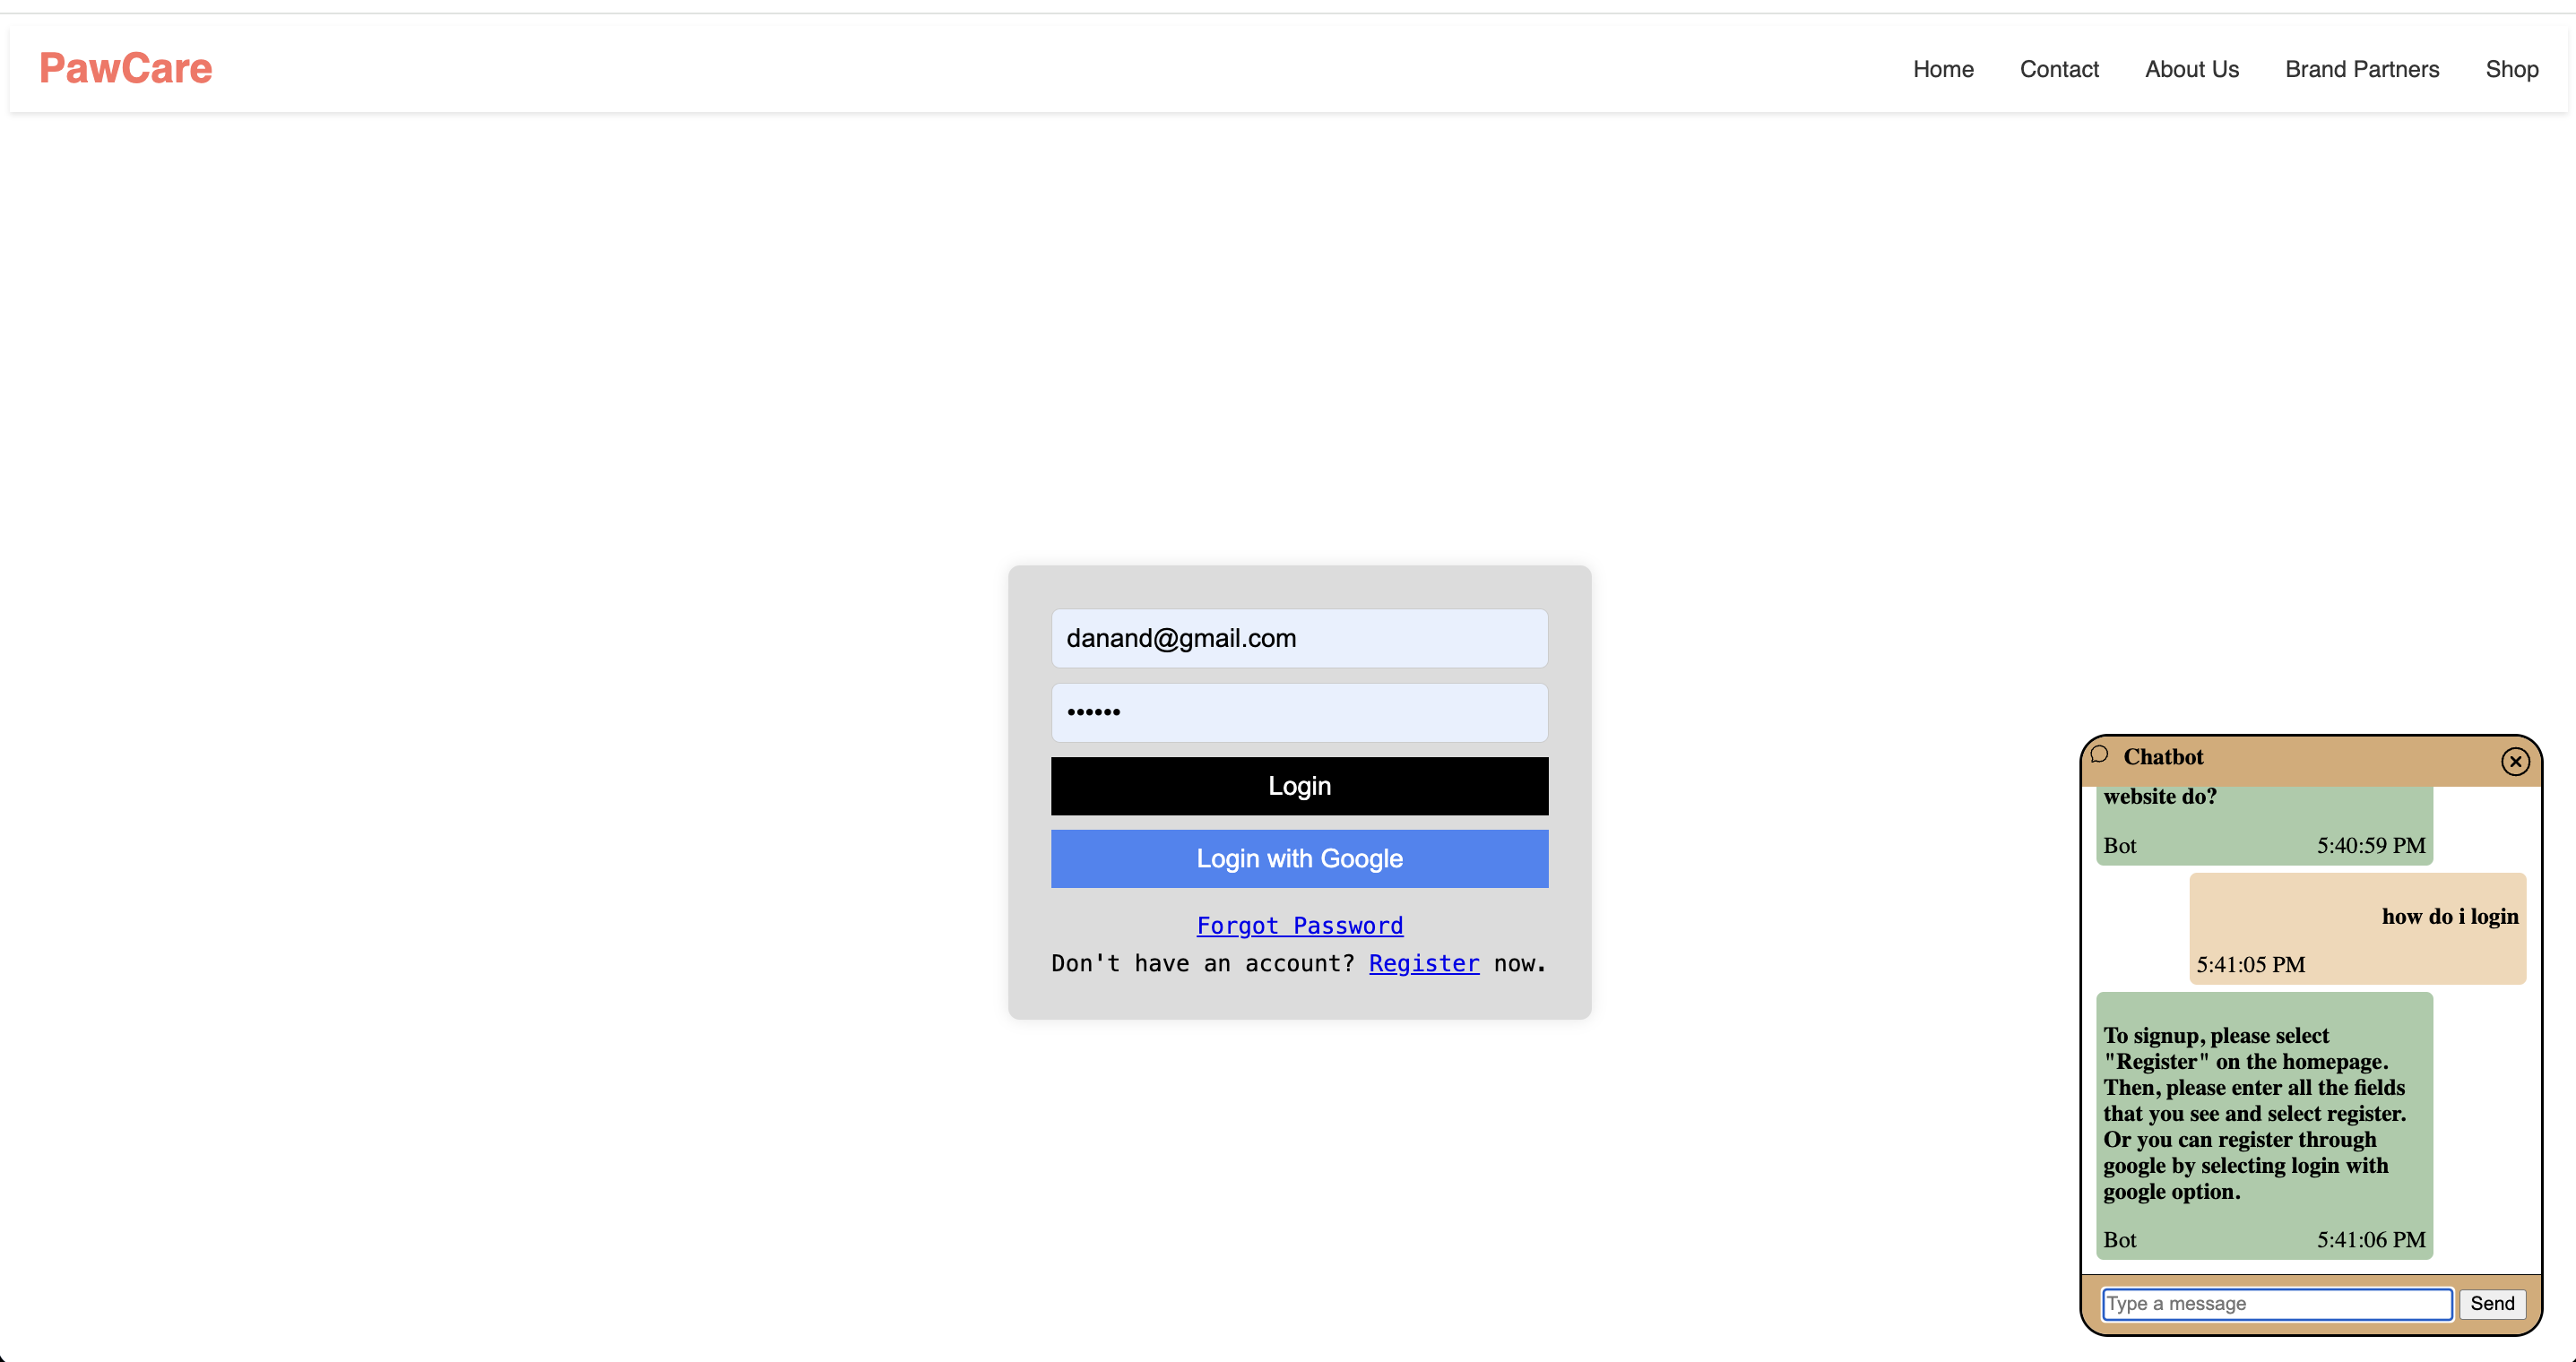 PawCare
Home Contact About Us Brand Partners Shop
danand@gmail.com
••••••
Login
Login with Google
Forgot Password
Don't have an account? Register now.
Chatbot
website do?
Bot 5:40:59 PM
how do i login
5:41:05 PM
To signup, please select
"Register" on the homepage.
Then, please enter all the fields
that you see and select register.
Or you can register through
google by selecting login with
google option.
Bot 5:41:06 PM
Type a message Send